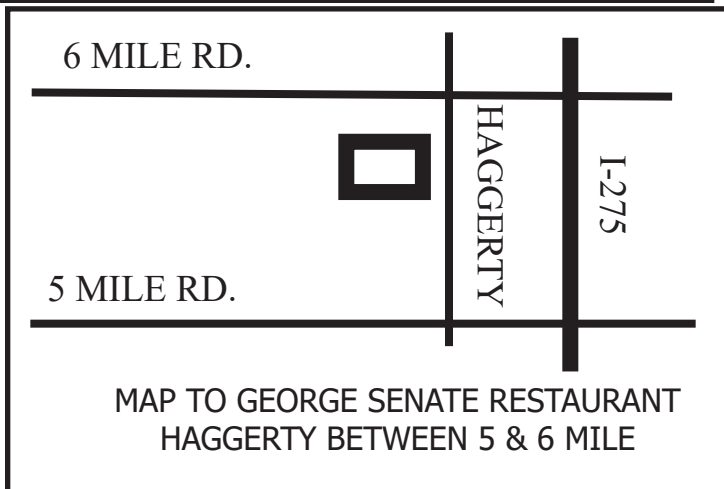 6 MILE RD.
HAGGERTY
I-275
5 MILE RD.
MAP TO GEORGE SENATE RESTAURANT
HAGGERTY BETWEEN 5 & 6 MILE